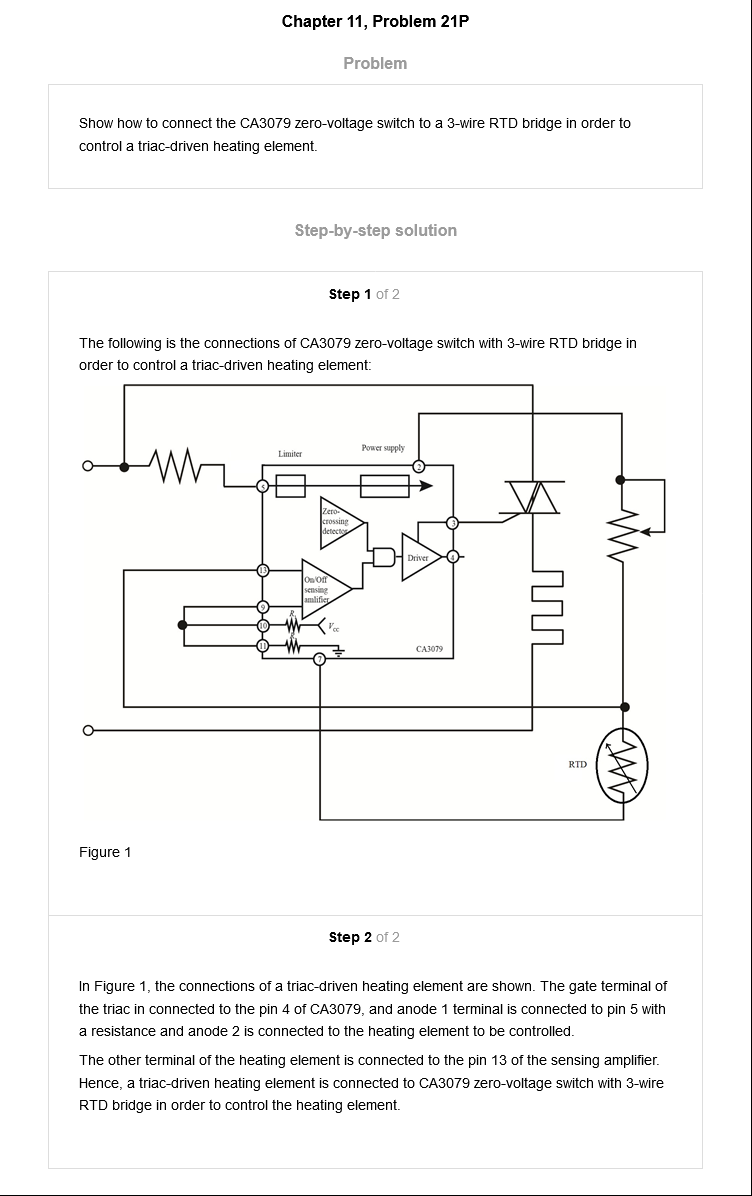 Chapter 11, Problem 21P
Problem
Show how to connect the CA3079 zero-voltage switch to a 3-wire RTD bridge in order to
control a triac-driven heating element.
Step-by-step solution
Step 1 of 2
The following is the connections of CA3079 zero-voltage switch with 3-wire RTD bridge in
order to control a triac-driven heating element:
Limiter
Power supply
2
5
Zero-
crossing
detector
3
Driver
4
13
On/Off
sensing
amlifier
9
R
10
Vcc
11
CA3079
7
RTD
Figure 1
Step 2 of 2
In Figure 1, the connections of a triac-driven heating element are shown. The gate terminal of
the triac in connected to the pin 4 of CA3079, and anode 1 terminal is connected to pin 5 with
a resistance and anode 2 is connected to the heating element to be controlled.
The other terminal of the heating element is connected to the pin 13 of the sensing amplifier.
Hence, a triac-driven heating element is connected to CA3079 zero-voltage switch with 3-wire
RTD bridge in order to control the heating element.